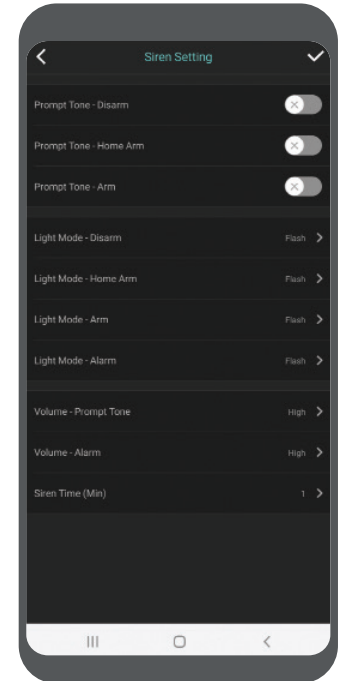 Siren Setting
Prompt Tone - Disarm
Prompt Tone - Home Arm
Prompt Tone - Arm
Light Mode - Disarm Flash
Light Mode - Home Arm Flash
Light Mode - Arm Flash
Light Mode - Alarm Flash
Volume - Prompt Tone High
Volume - Alarm High
Siren Time (Min) 1